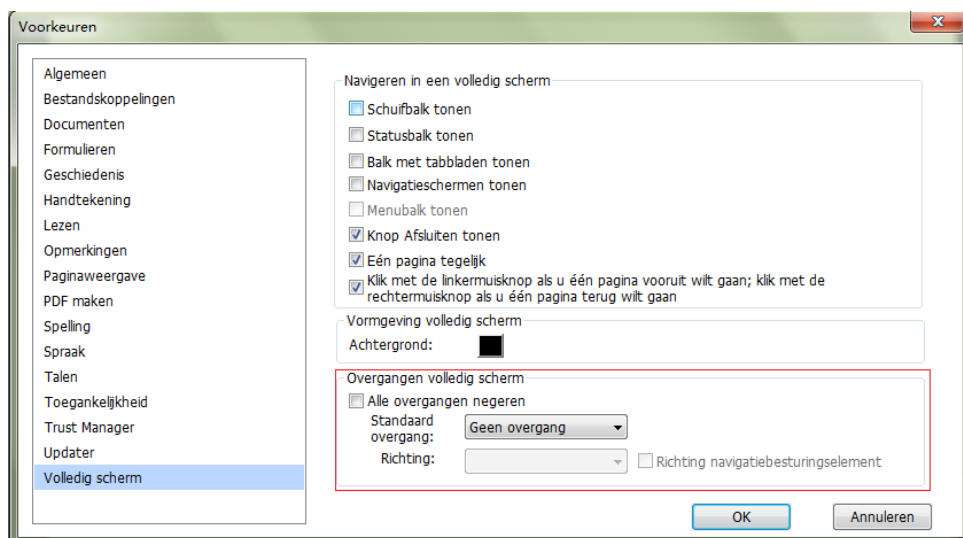 Voorkeuren
Algemeen
Bestandskoppelingen
Documenten
Formulieren
Geschiedenis
Handtekening
Lezen
Opmerkingen
Paginaweergave
PDF maken
Spelling
Spraak
Talen
Toegankelijkheid
Trust Manager
Updater
Volledig scherm
Navigeren in een volledig scherm
Schuifbalk tonen
Statusbalk tonen
Balk met tabbladen tonen
Navigatieschermen tonen
Menubalk tonen
Knop Afsluiten tonen
Eén pagina tegelijk
Klik met de linkermuisknop als u één pagina vooruit wilt gaan; klik met de
rechtermuisknop als u één pagina terug wilt gaan
Vormgeving volledig scherm
Achtergrond:
Overgangen volledig scherm
Alle overgangen negeren
Standaard
overgang:
Geen overgang
Richting:
Richting navigatiebesturingselement
OK
Annuleren